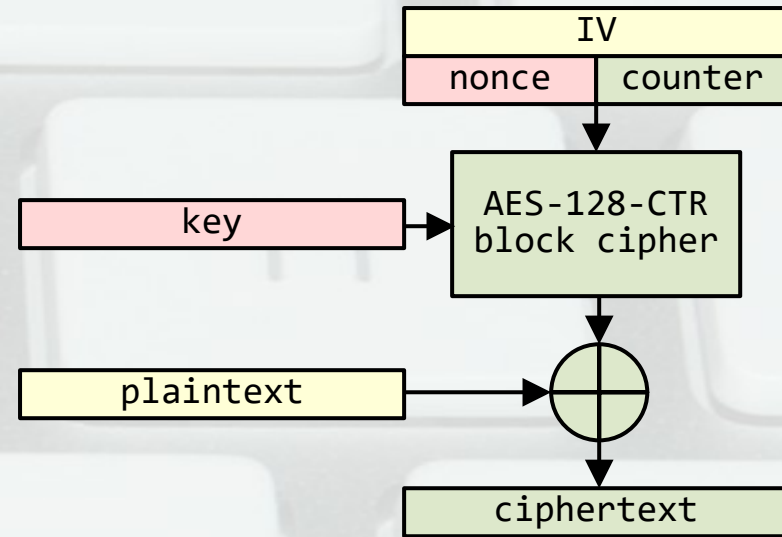 IV
nonce
counter
key
AES-128-CTR
block cipher
plaintext
ciphertext